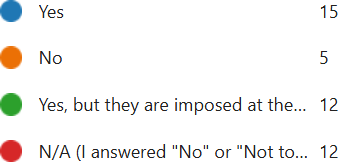 Yes 15
No 5
Yes, but they are imposed at the... 12
N/A (I answered "No" or "Not to... 12